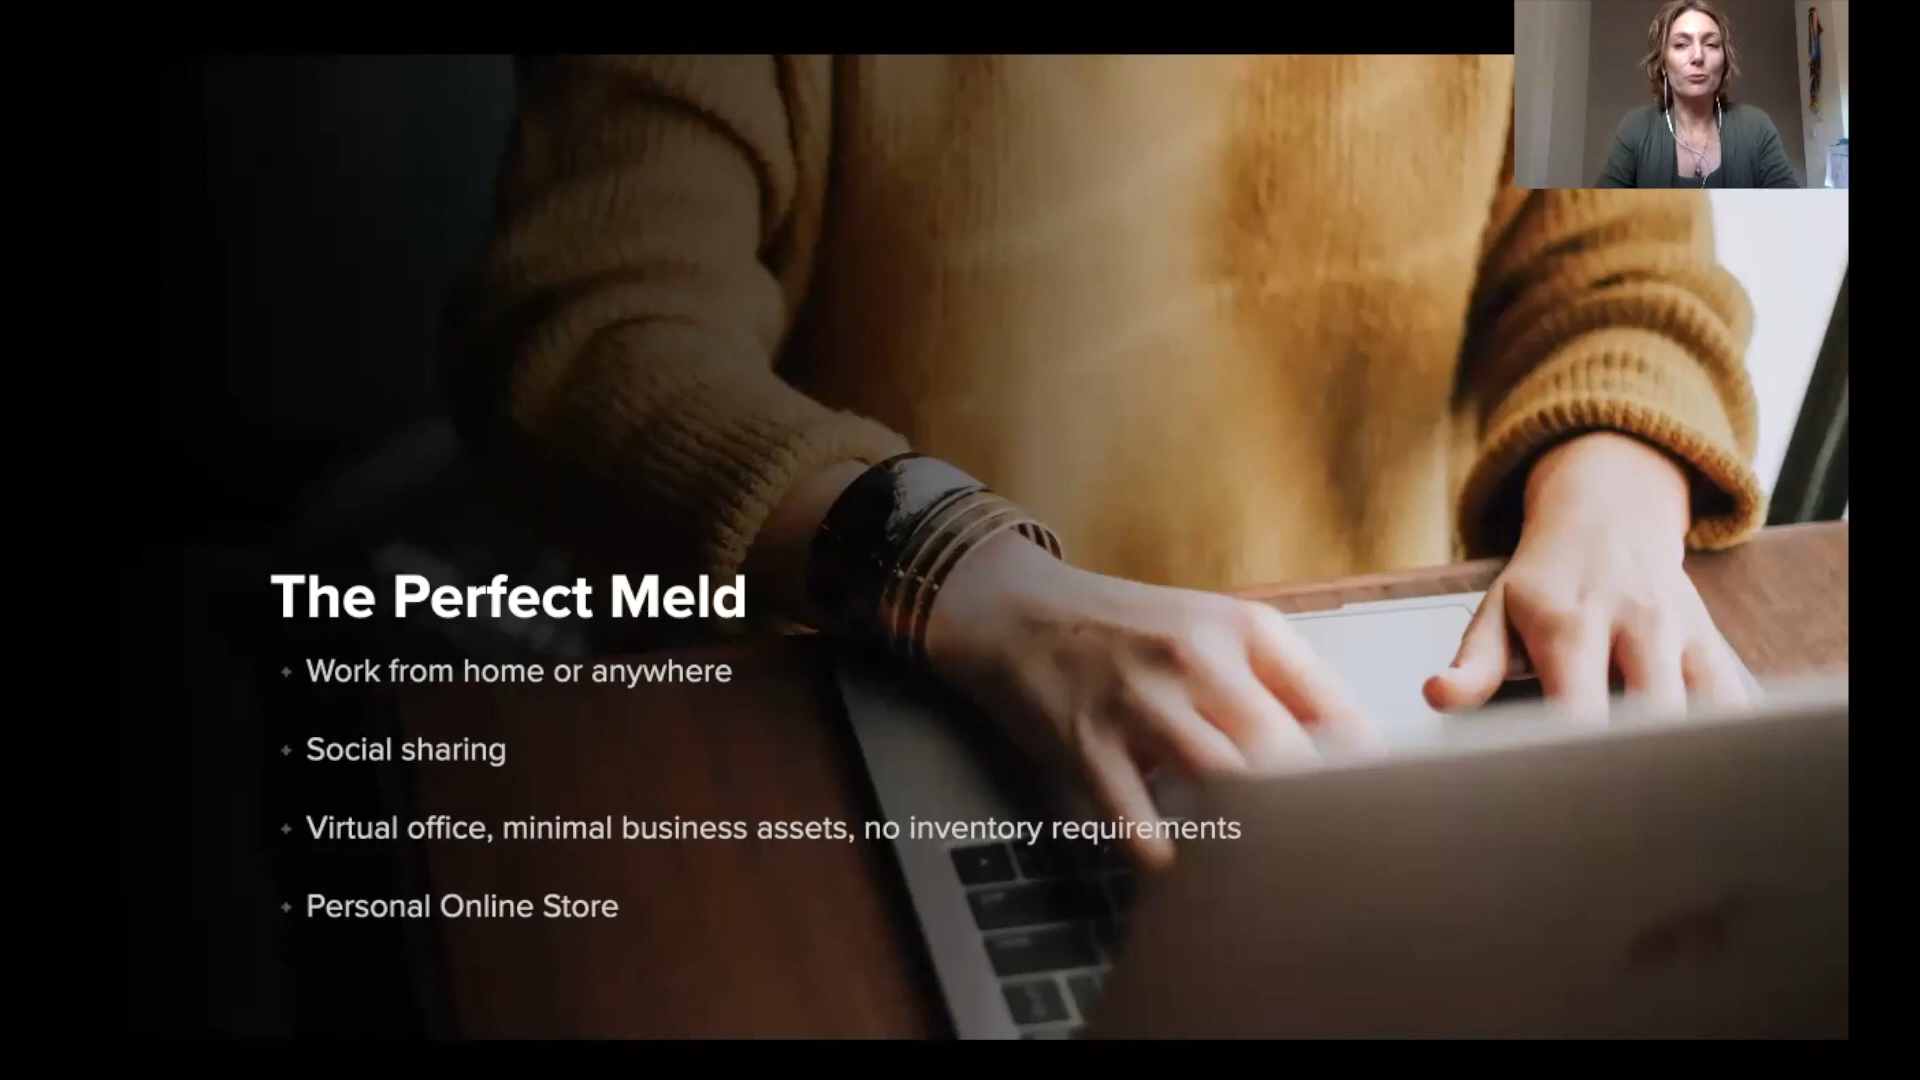 The Perfect Meld
Work from home or anywhere
Social sharing
Virtual office, minimal business assets, no inventory requirements
Personal Online Store